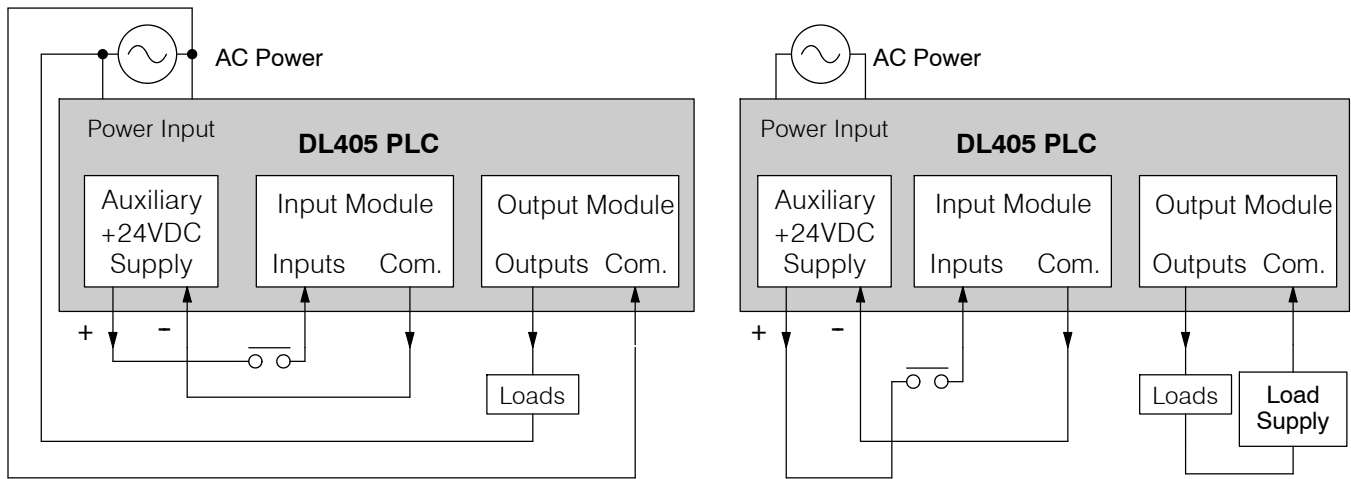 AC Power
Power Input
DL405 PLC
Auxiliary
+24VDC
Supply
Input Module
Inputs Com.
Output Module
Outputs Com.
+ -
Loads
AC Power
Power Input
DL405 PLC
Auxiliary
+24VDC
Supply
Input Module
Inputs Com.
Output Module
Outputs Com.
+ -
Loads
Load
Supply